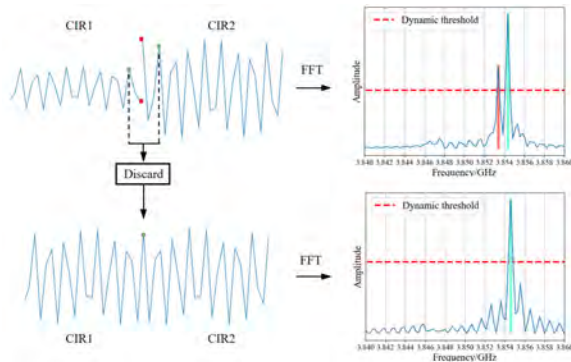 CIR1 CIR2
FFT
Discard
FFT
CIR1 CIR2
Dynamic threshold
Amplitude
3.840 3.842 3.844 3.846 3.848 3.850 3.852 3.854 3.856 3.858 3.860
Frequency/GHz
Dynamic threshold
Amplitude
3.840 3.842 3.844 3.846 3.848 3.850 3.852 3.854 3.856 3.858 3.860
Frequency/GHz